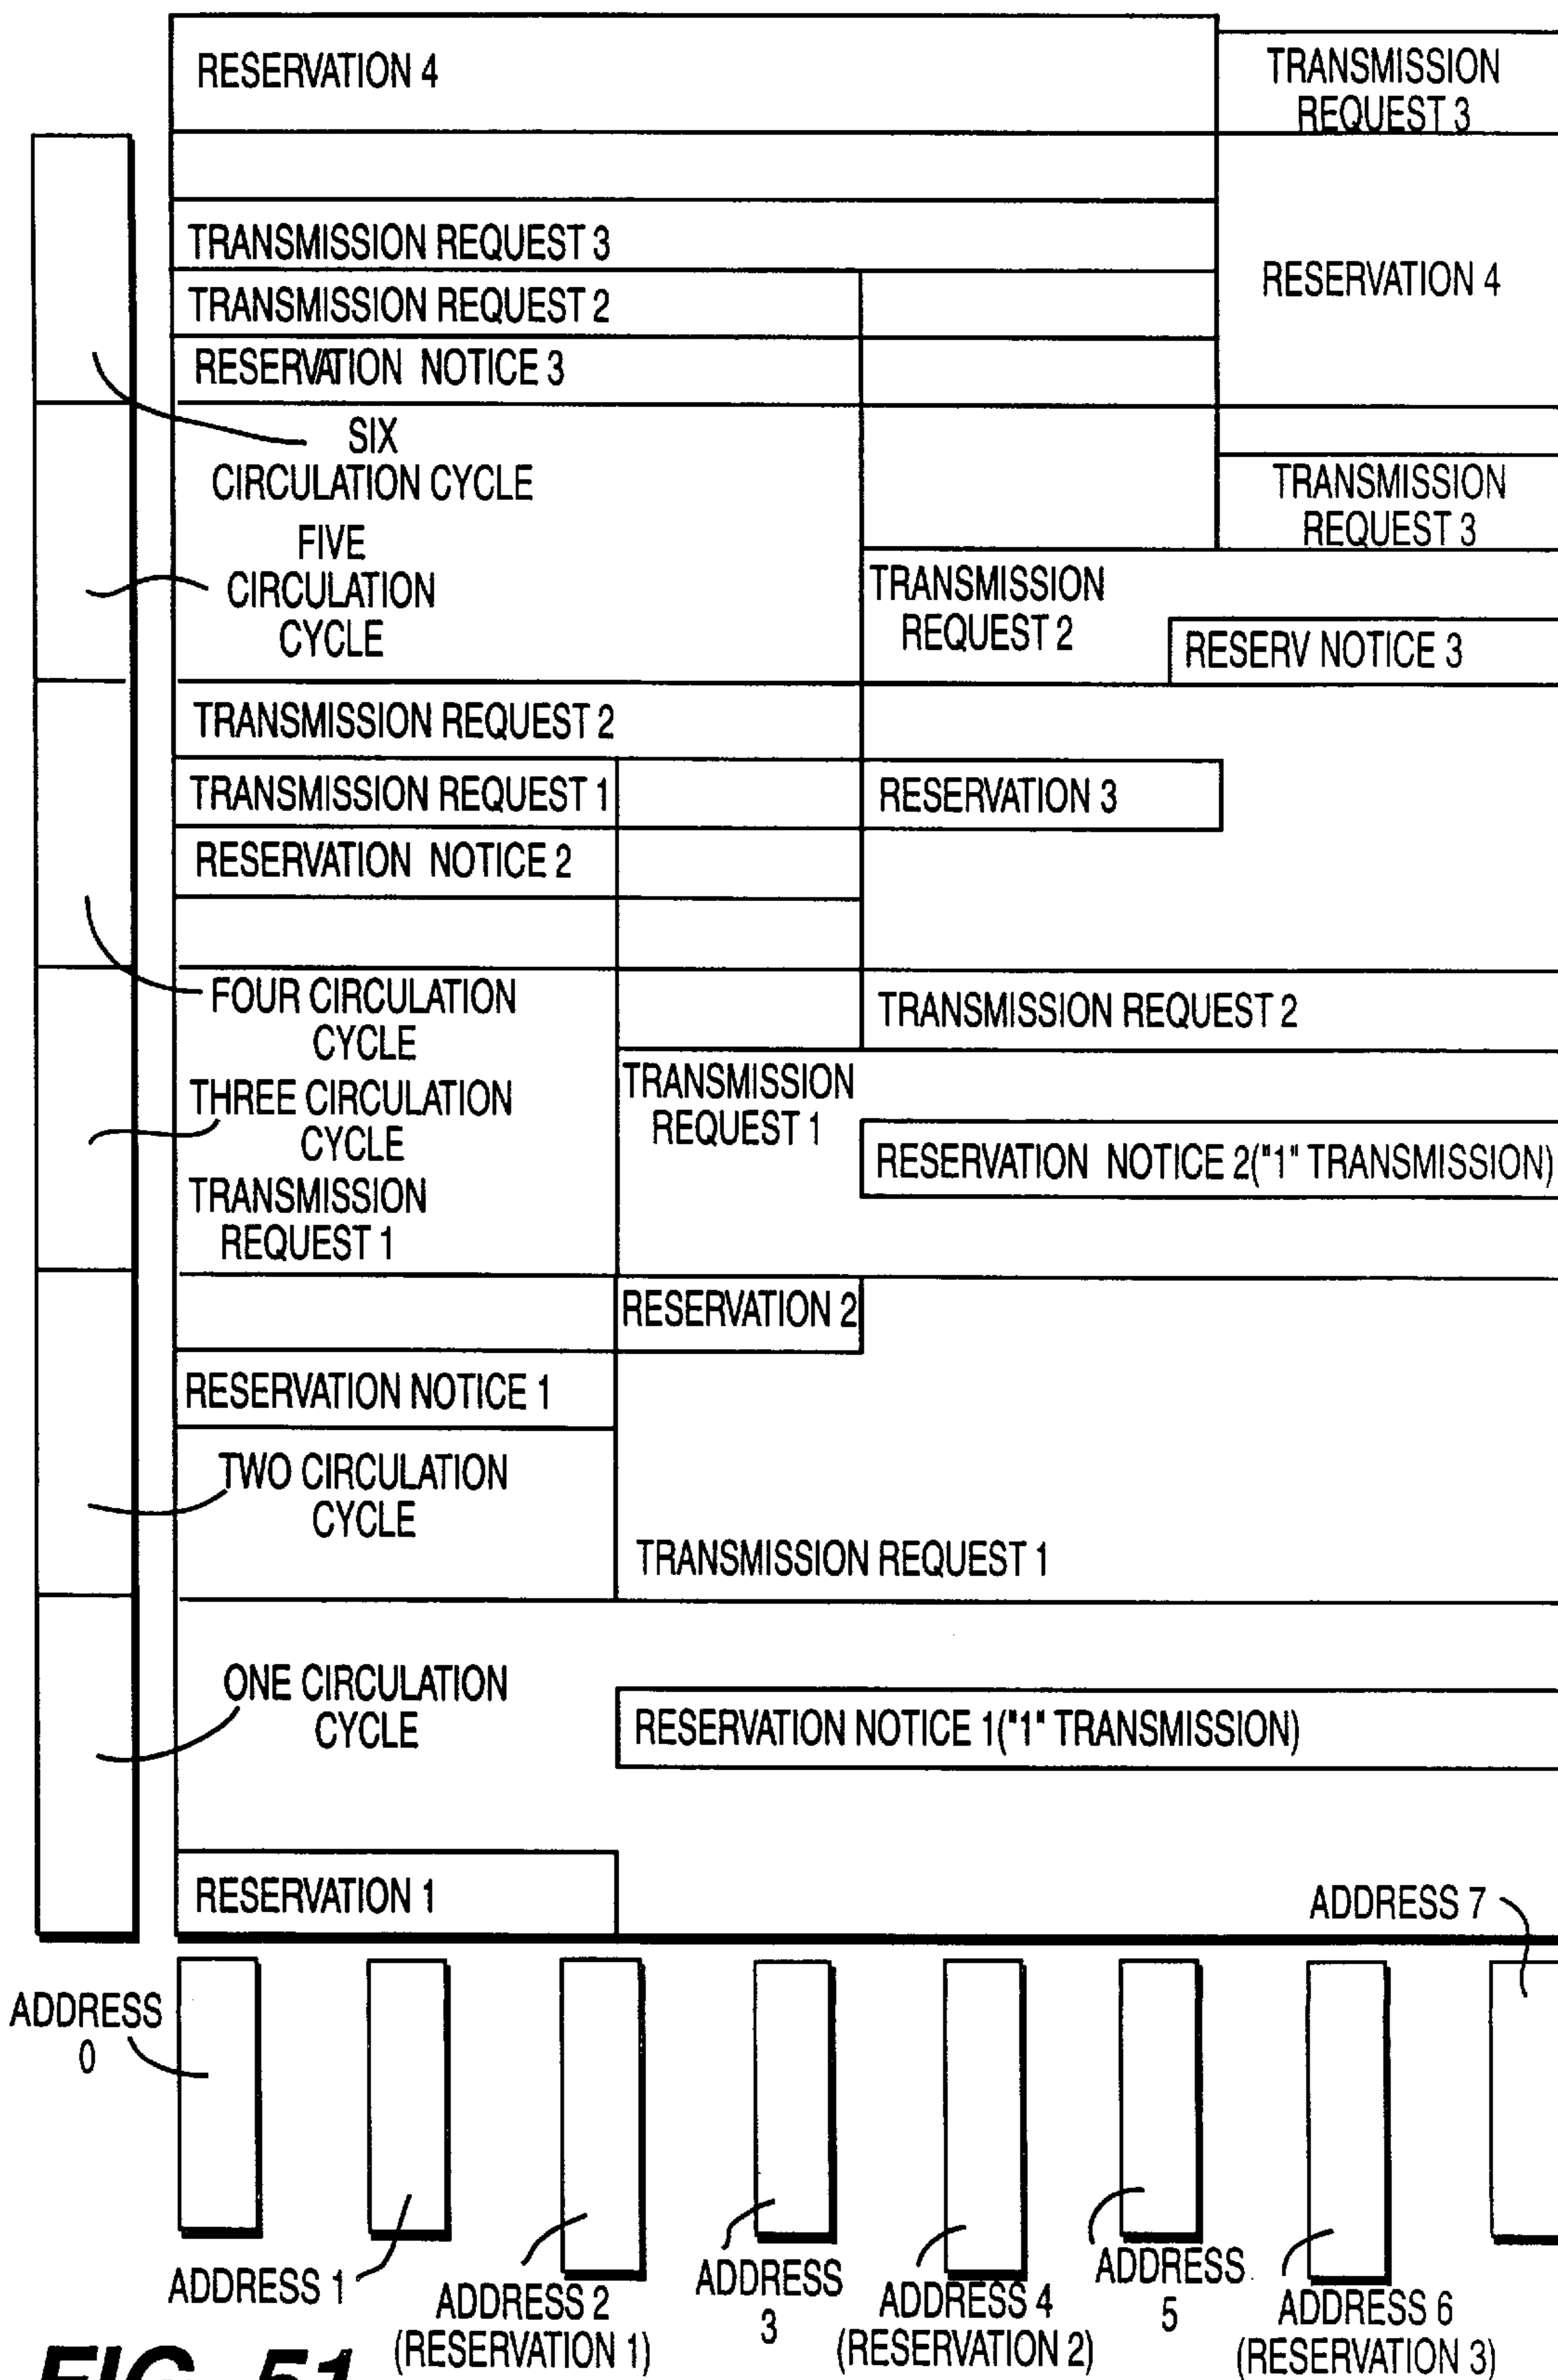 RESERVATION 4
TRANSMISSION
REQUEST 3
TRANSMISSION REQUEST 3
TRANSMISSION REQUEST 2
RESERVATION 4
RESERVATION NOTICE 3
SIX
CIRCULATION CYCLE
TRANSMISSION
REQUEST 3
FIVE
CIRCULATION
CYCLE
TRANSMISSION
REQUEST 2
RESERV NOTICE 3
TRANSMISSION REQUEST 2
TRANSMISSION REQUEST 1
RESERVATION 3
RESERVATION NOTICE 2
FOUR CIRCULATION
CYCLE
TRANSMISSION REQUEST 2
THREE CIRCULATION
CYCLE
TRANSMISSION
REQUEST 1
RESERVATION NOTICE 2("1" TRANSMISSION)
TRANSMISSION
REQUEST 1
RESERVATION 2
RESERVATION NOTICE 1
TWO CIRCULATION
CYCLE
TRANSMISSION REQUEST 1
ONE CIRCULATION
CYCLE
RESERVATION NOTICE 1("1" TRANSMISSION)
RESERVATION 1
ADDRESS 7
ADDRESS
0
ADDRESS 1
ADDRESS 2
(RESERVATION 1)
ADDRESS
3
ADDRESS 4
(RESERVATION 2)
ADDRESS
5
ADDRESS 6
(RESERVATION 3)
FIG. 51